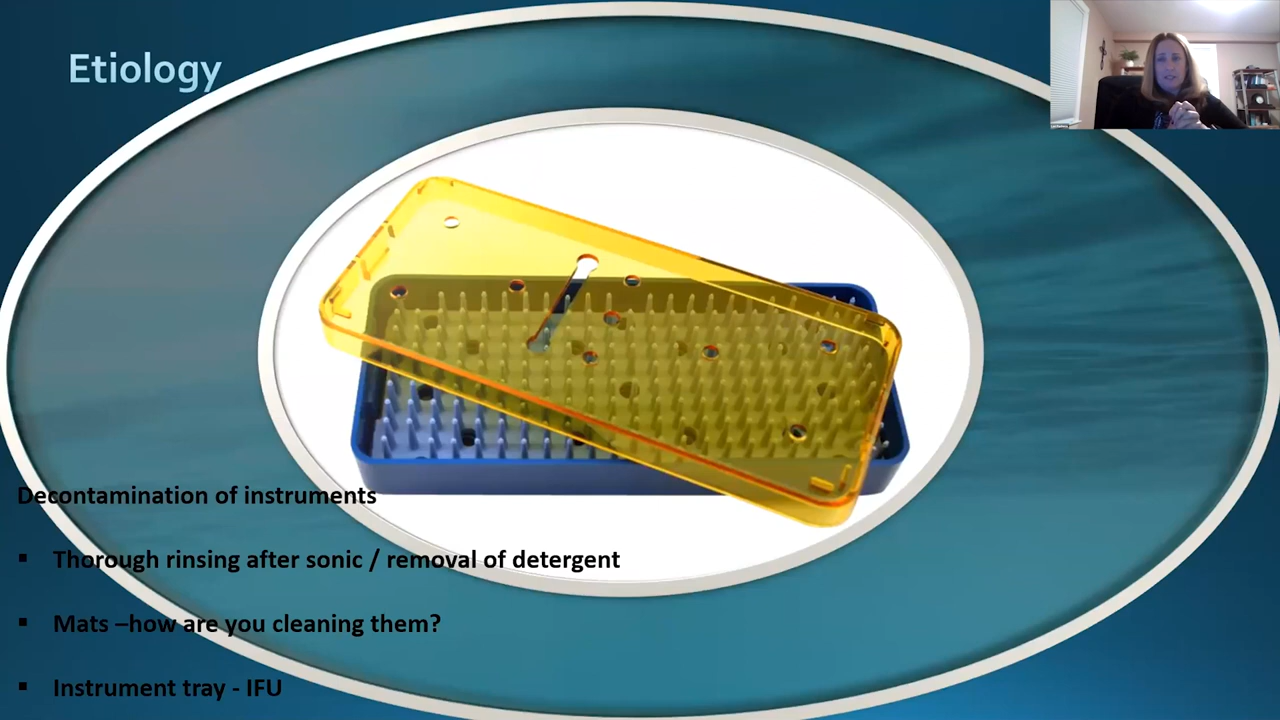 Etiology
Decontamination of instruments
▪ Thorough rinsing after sonic / removal of detergent
▪ Mats –how are you cleaning them?
▪ Instrument tray - IFU